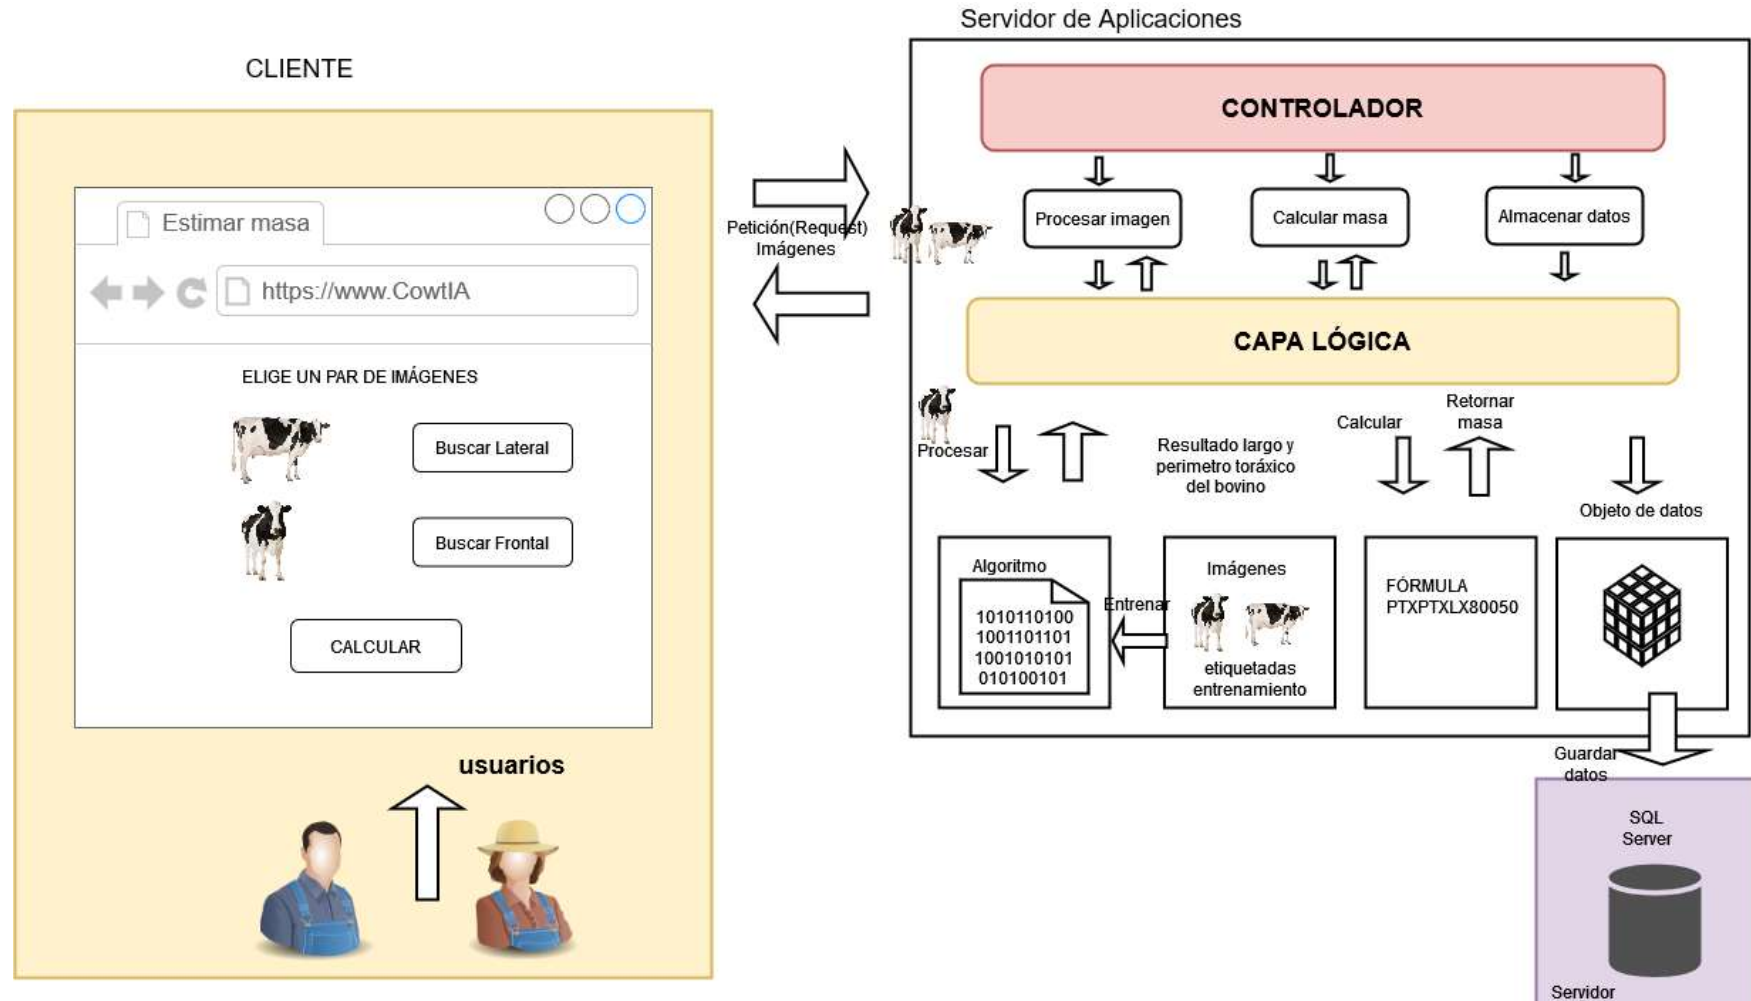 CLIENTE
Estimar masa
https://www.CowtIA
ELIGE UN PAR DE IMÁGENES
Buscar Lateral
Buscar Frontal
CALCULAR
usuarios
Petición(Request)
Imágenes
Servidor de Aplicaciones
CONTROLADOR
Procesar imagen
Calcular masa
Almacenar datos
CAPA LÓGICA
Procesar
Resultado largo y
perimetro toráxico
del bovino
Calcular
Retornar
masa
Objeto de datos
Algoritmo
1010110100
1001101101
1001010101
010100101
Entrenar
Imágenes
etiquetadas
entrenamiento
FÓRMULA
PTXPTXLX80050
Guardar
datos
SQL
Server
Servidor